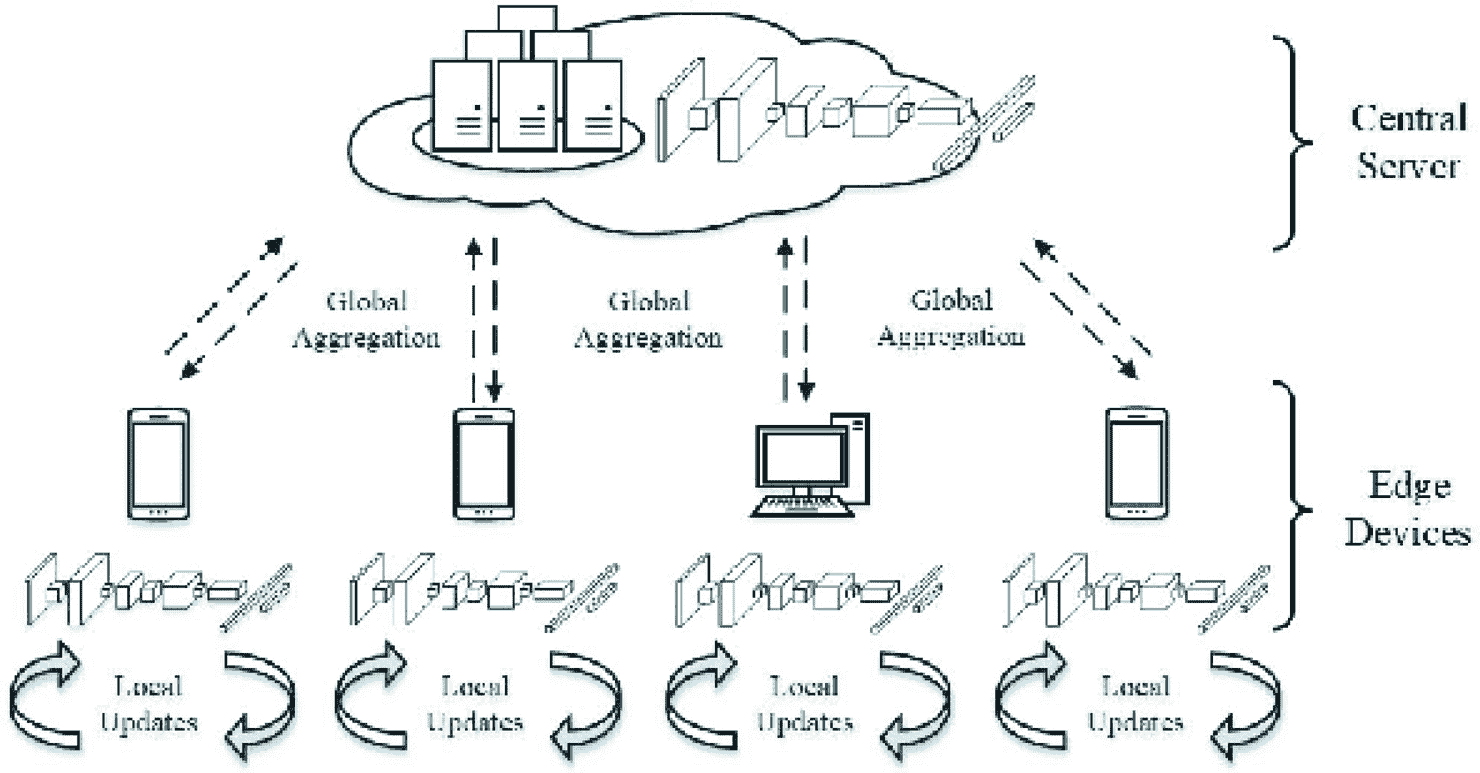 Central
Server
Global
Aggregation
Global
Aggregation
Global
Aggregation
Edge
Devices
Local
Updates
Local
Updates
Local
Updates
Local
Updates